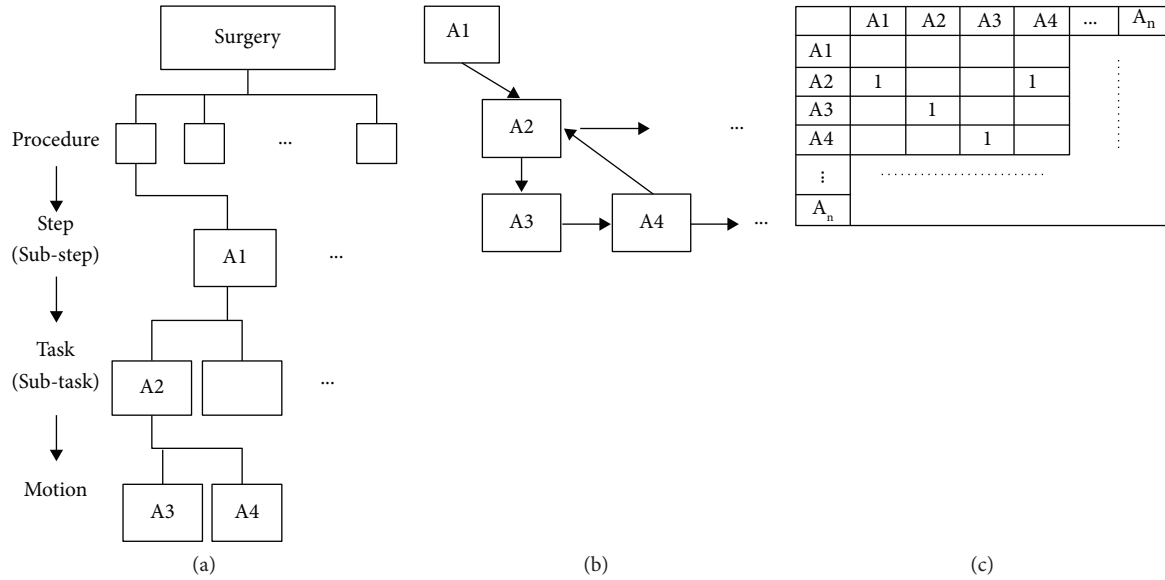 Surgery
Procedure
...
Step
(Sub-step)
A1
...
Task
(Sub-task)
A2
...
Motion
A3 A4
(a)
A1
A2 ...
A3 A4 ...
(b)
A1 A2 A3 A4 ... An
A1
A2 1 1
A3 1
A4 1
⋮
An
(c)